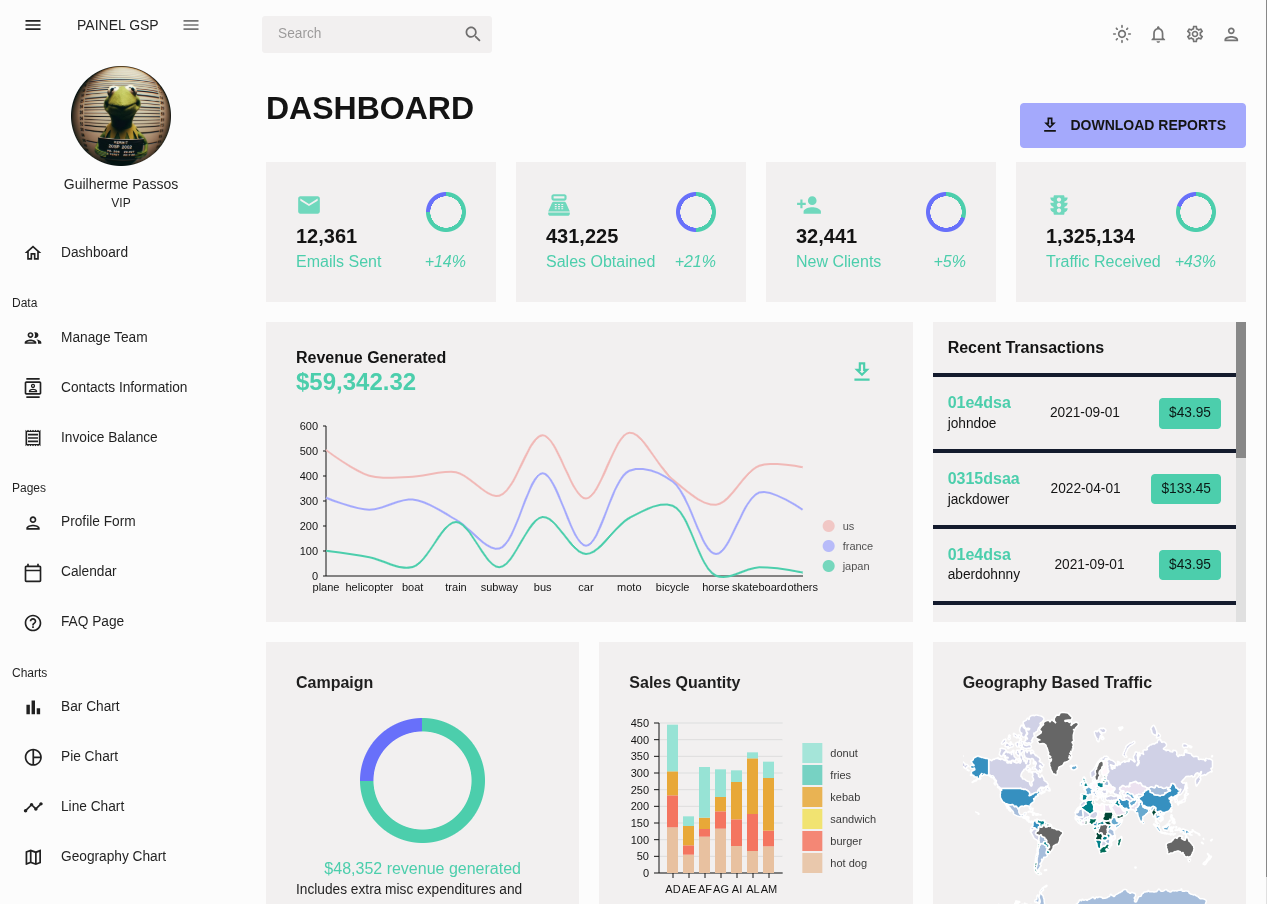 PAINEL GSP
Search
Guilherme Passos
VIP
Dashboard
Data
Manage Team
Contacts Information
Invoice Balance
Pages
Profile Form
Calendar
FAQ Page
Charts
Bar Chart
Pie Chart
Line Chart
Geography Chart
DASHBOARD
DOWNLOAD REPORTS
12,361
Emails Sent +14%
431,225
Sales Obtained +21%
32,441
New Clients +5%
1,325,134
Traffic Received +43%
Revenue Generated
$59,342.32
600
500
400
300
200
100
0
plane helicopter boat train subway bus car moto bicycle horse skateboard others
us
france
japan
Recent Transactions
01e4dsa
johndoe
2021-09-01
$43.95
0315dsaa
jackdower
2022-04-01
$133.45
01e4dsa
aberdohnny
2021-09-01
$43.95
Campaign
$48,352 revenue generated
Includes extra misc expenditures and
Sales Quantity
450
400
350
300
250
200
150
100
50
0
AD AE AF AG AI AL AM
donut
fries
kebab
sandwich
burger
hot dog
Geography Based Traffic